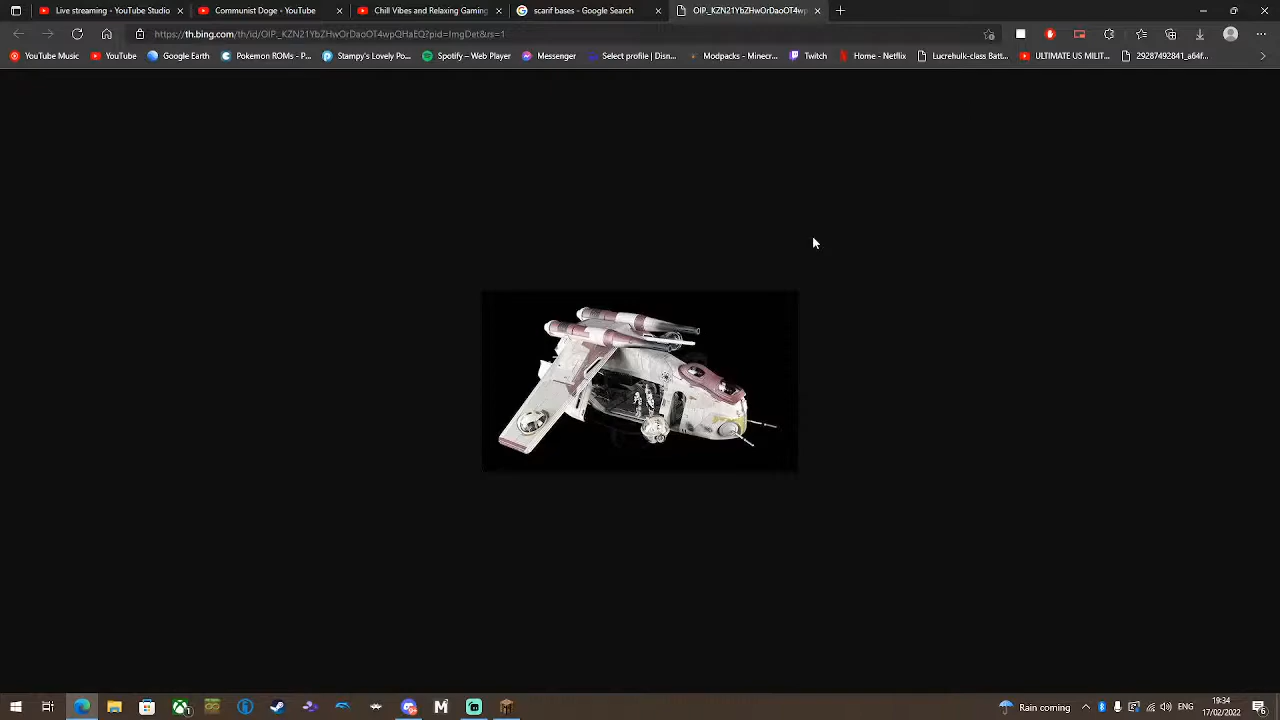 Live streaming - YouTube Studio
Communist Doge - YouTube
Chill Vibes and Relaxing Gaming
scarif bases - Google Search
OIP_KZN21YbZHwOrDaoOT4wp
https://th.bing.com/th/id/OIP_KZN21YbZHwOrDaoOT4wpQHaEQ?pid=ImgDet&rs=1
YouTube Music
YouTube
Google Earth
Pokemon ROMs - P...
Stampy's Lovely Po...
Spotify – Web Player
Messenger
Select profile | Disn...
Modpacks - Minecr...
Twitch
Home - Netflix
Lucrehulk-class Batt...
ULTIMATE US MILIT...
29287492841_a64f...
Rain coming
ENG
19:34
17/02/2022